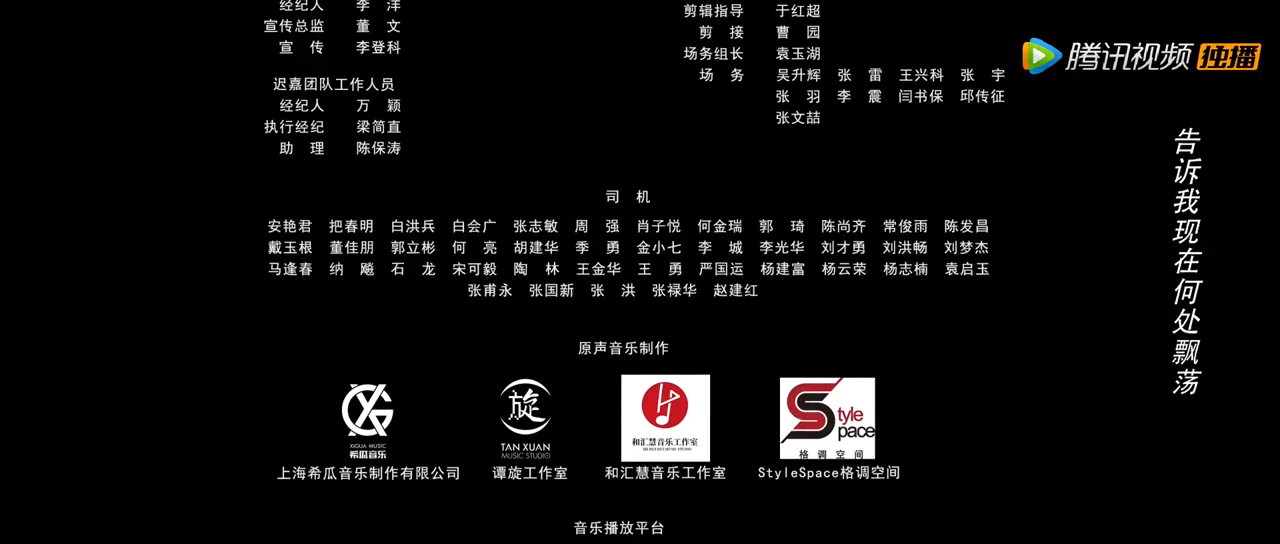 经纪人 李 洋
宣传总监 董 文
宣 传 李登科
迟嘉团队工作人员
经纪人 万 颖
执行经纪 梁简直
助 理 陈保涛
剪辑指导 于红超
剪 接 曹 园
场务组长 袁玉湖
场 务 吴升辉 张 雷 王兴科 张 宇
张 羽 李 震 闫书保 邱传征
张文喆
腾讯视频 独播
告诉我现在何处飘荡
司 机
安艳君 把春明 白洪兵 白会广 张志敏 周 强 肖子悦 何金瑞 郭 琦 陈尚齐 常俊雨 陈发昌
戴玉根 董佳朋 郭立彬 何 亮 胡建华 季 勇 金小七 李 城 李光华 刘才勇 刘洪畅 刘梦杰
马逢春 纳 飚 石 龙 宋可毅 陶 林 王金华 王 勇 严国运 杨建富 杨云荣 杨志楠 袁启玉
张甫永 张国新 张 洪 张禄华 赵建红
原声音乐制作
XIGUA MUSIC
希瓜音乐
上海希瓜音乐制作有限公司
旋
TAN XUAN
MUSIC STUDIO
谭旋工作室
和汇慧音乐工作室
和汇慧音乐工作室
Style
Space
格调空间
StyleSpace格调空间
音乐播放平台